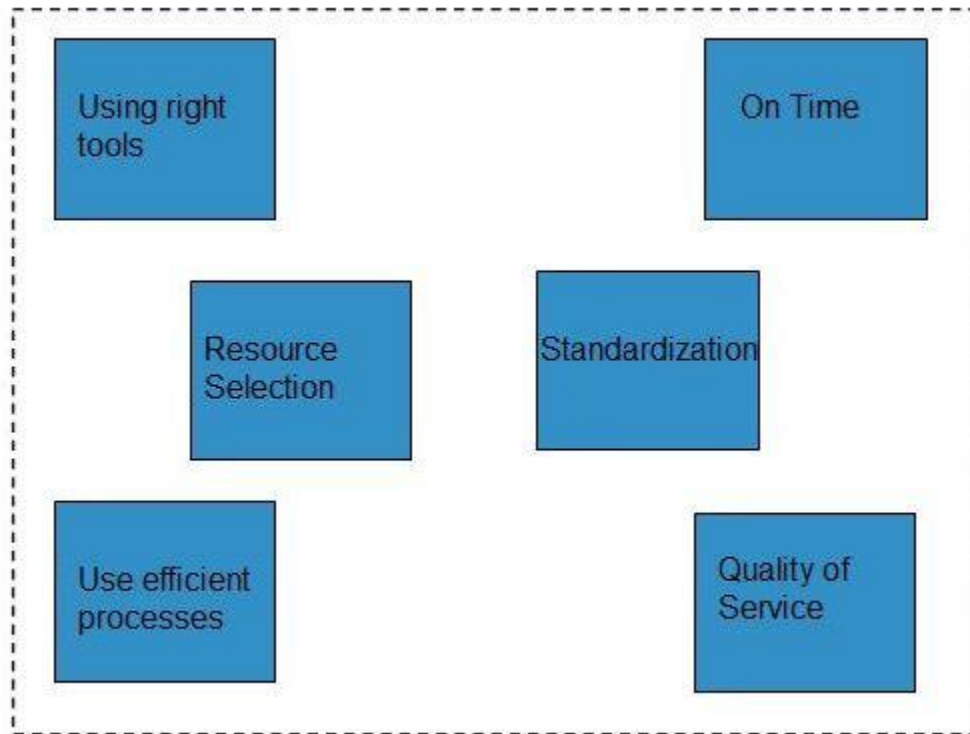 Using right
tools
On Time
Resource
Selection
Standardization
Use efficient
processes
Quality of
Service